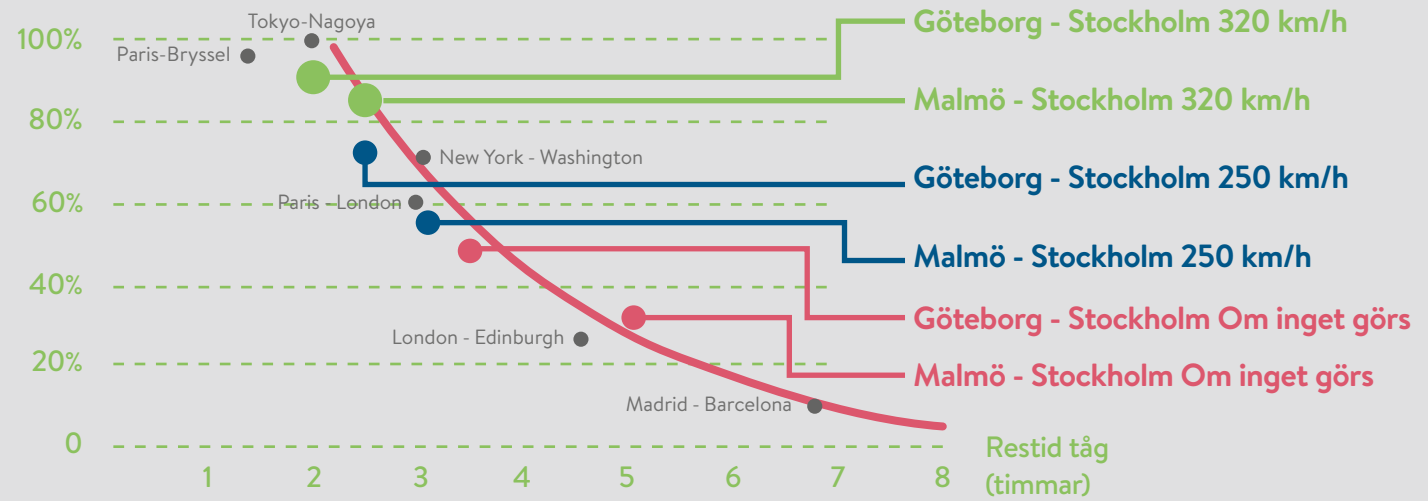 Tokyo-Nagoya
Göteborg - Stockholm 320 km/h
100%
Paris-Bryssel
Malmö - Stockholm 320 km/h
80%
New York - Washington
Göteborg - Stockholm 250 km/h
60%
Paris - London
Malmö - Stockholm 250 km/h
40%
Göteborg - Stockholm Om inget görs
London - Edinburgh
20%
Malmö - Stockholm Om inget görs
Madrid - Barcelona
0
Restid tåg
(timmar)
1 2 3 4 5 6 7 8